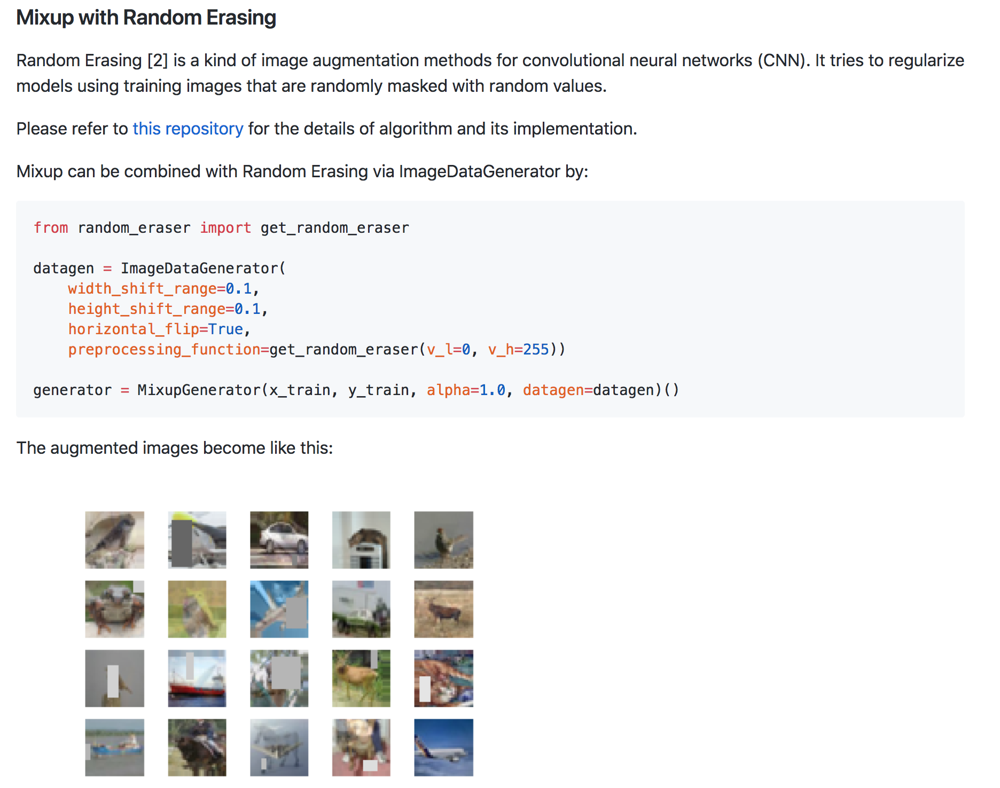 Mixup with Random Erasing
Random Erasing [2] is a kind of image augmentation methods for convolutional neural networks (CNN). It tries to regularize
models using training images that are randomly masked with random values.
Please refer to this repository for the details of algorithm and its implementation.
Mixup can be combined with Random Erasing via ImageDataGenerator by:
from random_eraser import get_random_eraser
datagen = ImageDataGenerator(
    width_shift_range=0.1,
    height_shift_range=0.1,
    horizontal_flip=True,
    preprocessing_function=get_random_eraser(v_l=0, v_h=255))
generator = MixupGenerator(x_train, y_train, alpha=1.0, datagen=datagen)()
The augmented images become like this: